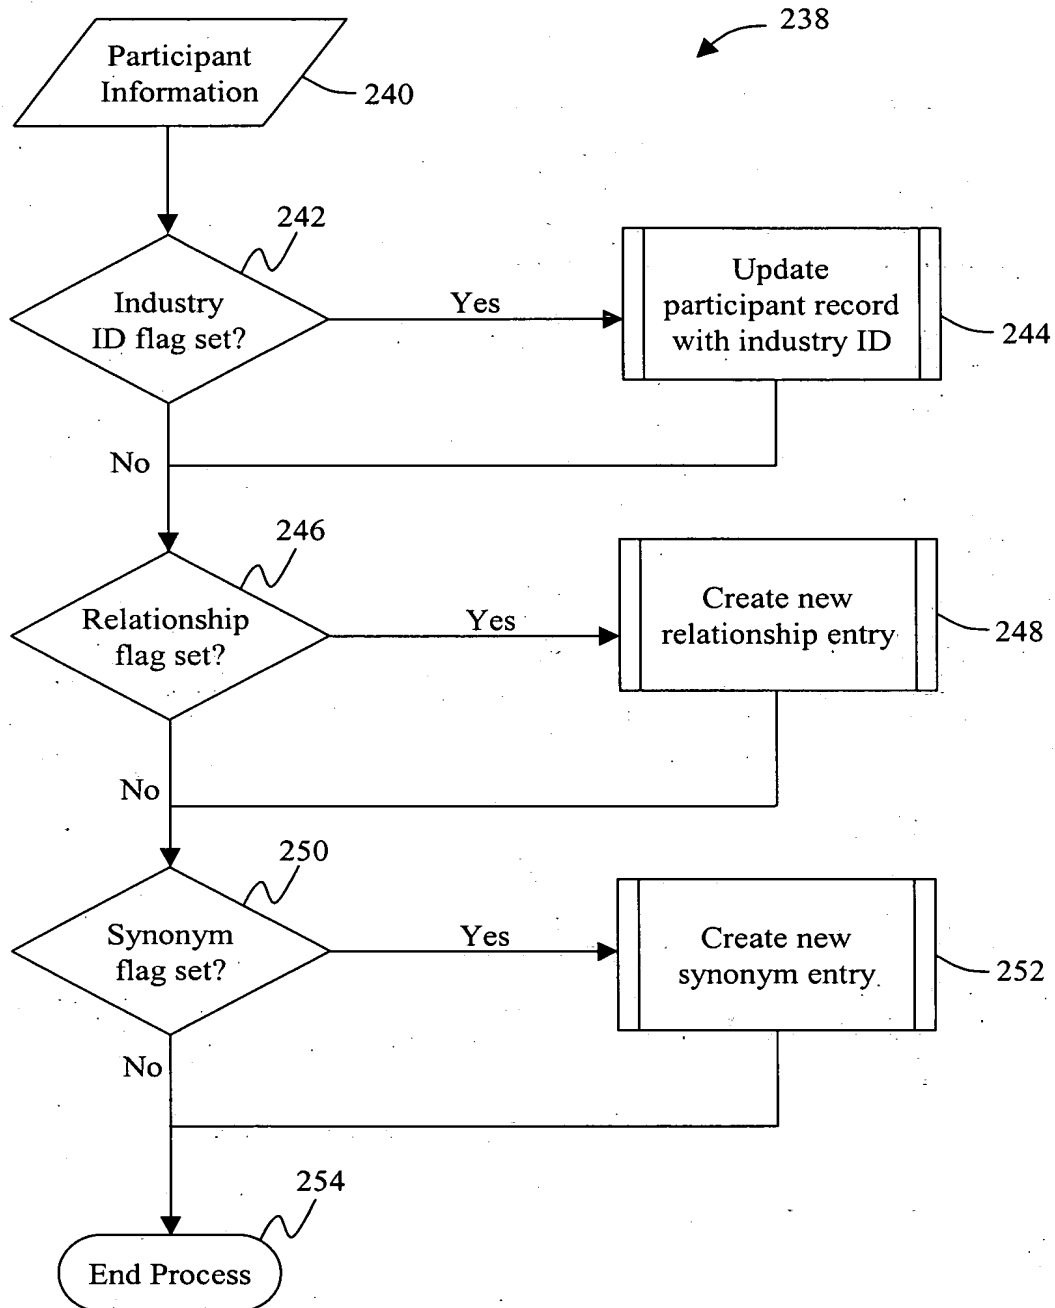 238
Participant
Information
240
242
Industry
ID flag set?
Yes
Update
participant record
with industry ID
244
No
246
Relationship
flag set?
Yes
Create new
relationship entry
248
No
250
Synonym
flag set?
Yes
Create new
synonym entry
252
No
254
End Process